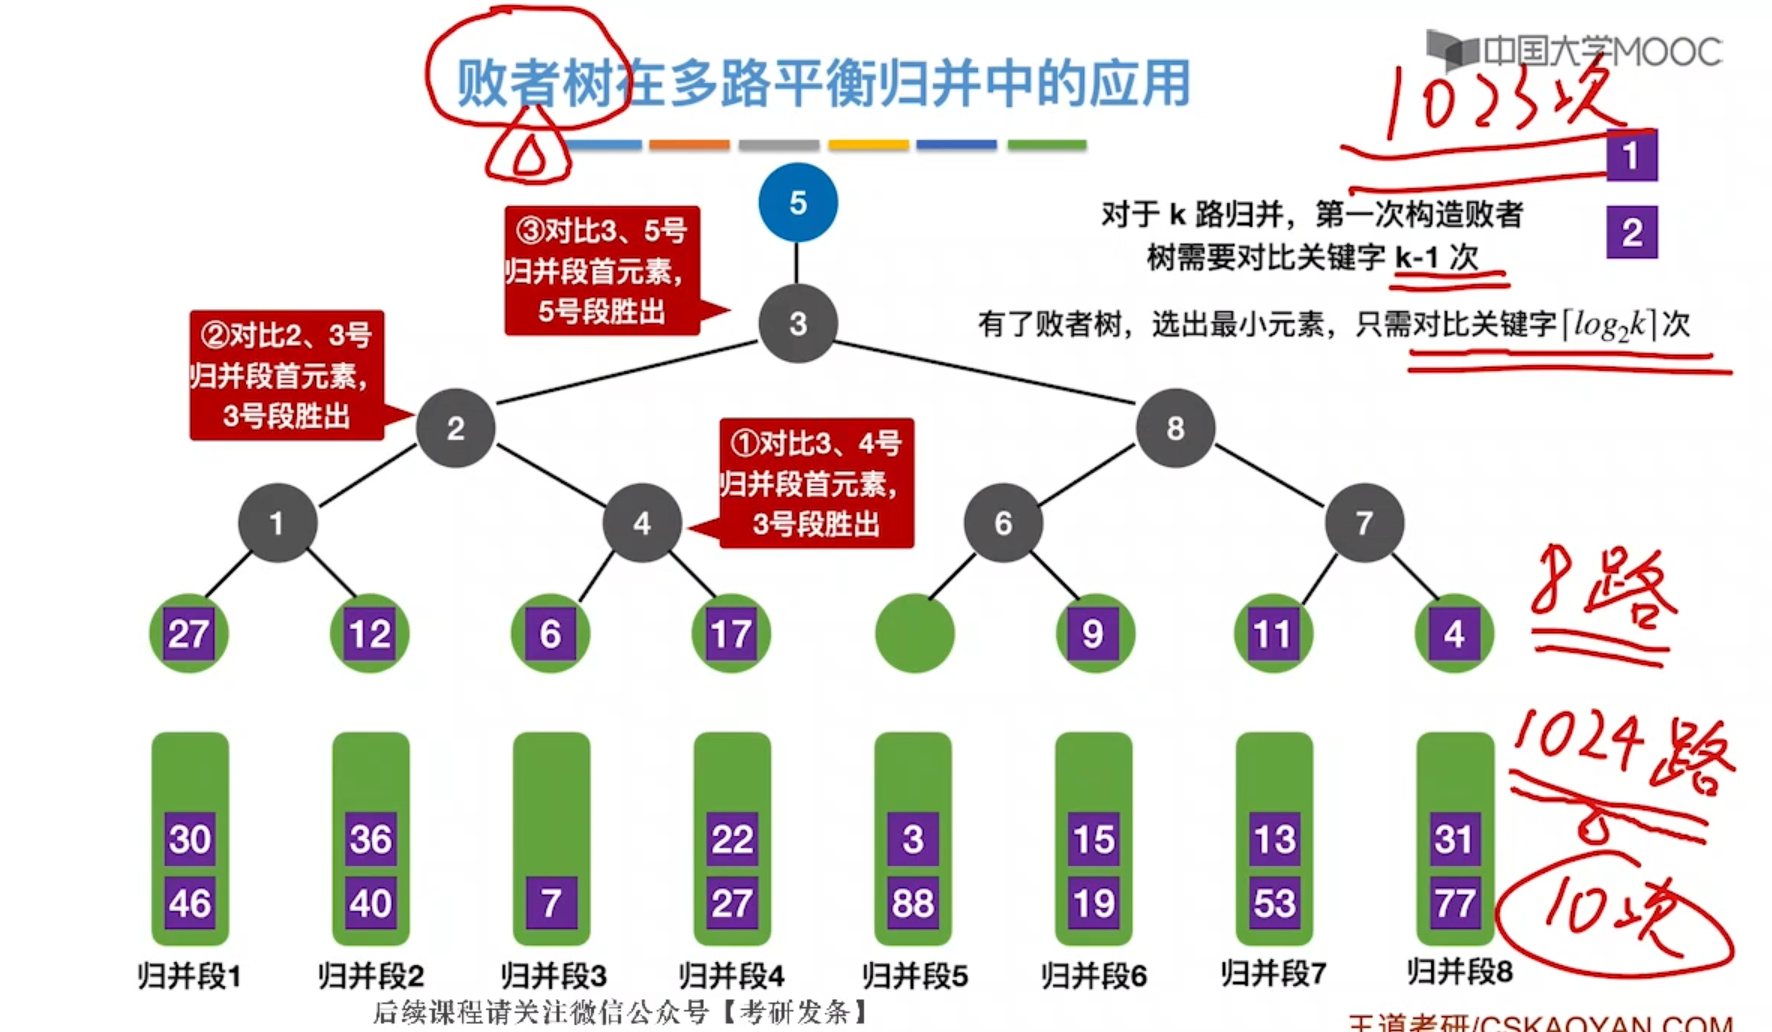 败者树在多路平衡归并中的应用
中国大学MOOC
1023次
1
2
5
对于 k 路归并，第一次构造败者
树需要对比关键字 k-1 次
③对比3、5号
归并段首元素，
5号段胜出
3
有了败者树，选出最小元素，只需对比关键字⌈log₂k⌉次
②对比2、3号
归并段首元素，
3号段胜出
2
8
①对比3、4号
归并段首元素，
3号段胜出
1
4
6
7
27 12 6 17 9 11 4
8路
1024路
30 36 22 3 15 13 31
46 40 7 27 88 19 53 77
10次
归并段1 归并段2 归并段3 归并段4 归并段5 归并段6 归并段7 归并段8
后续课程请关注微信公众号【考研发条】
王道考研/CSKAOYAN.COM